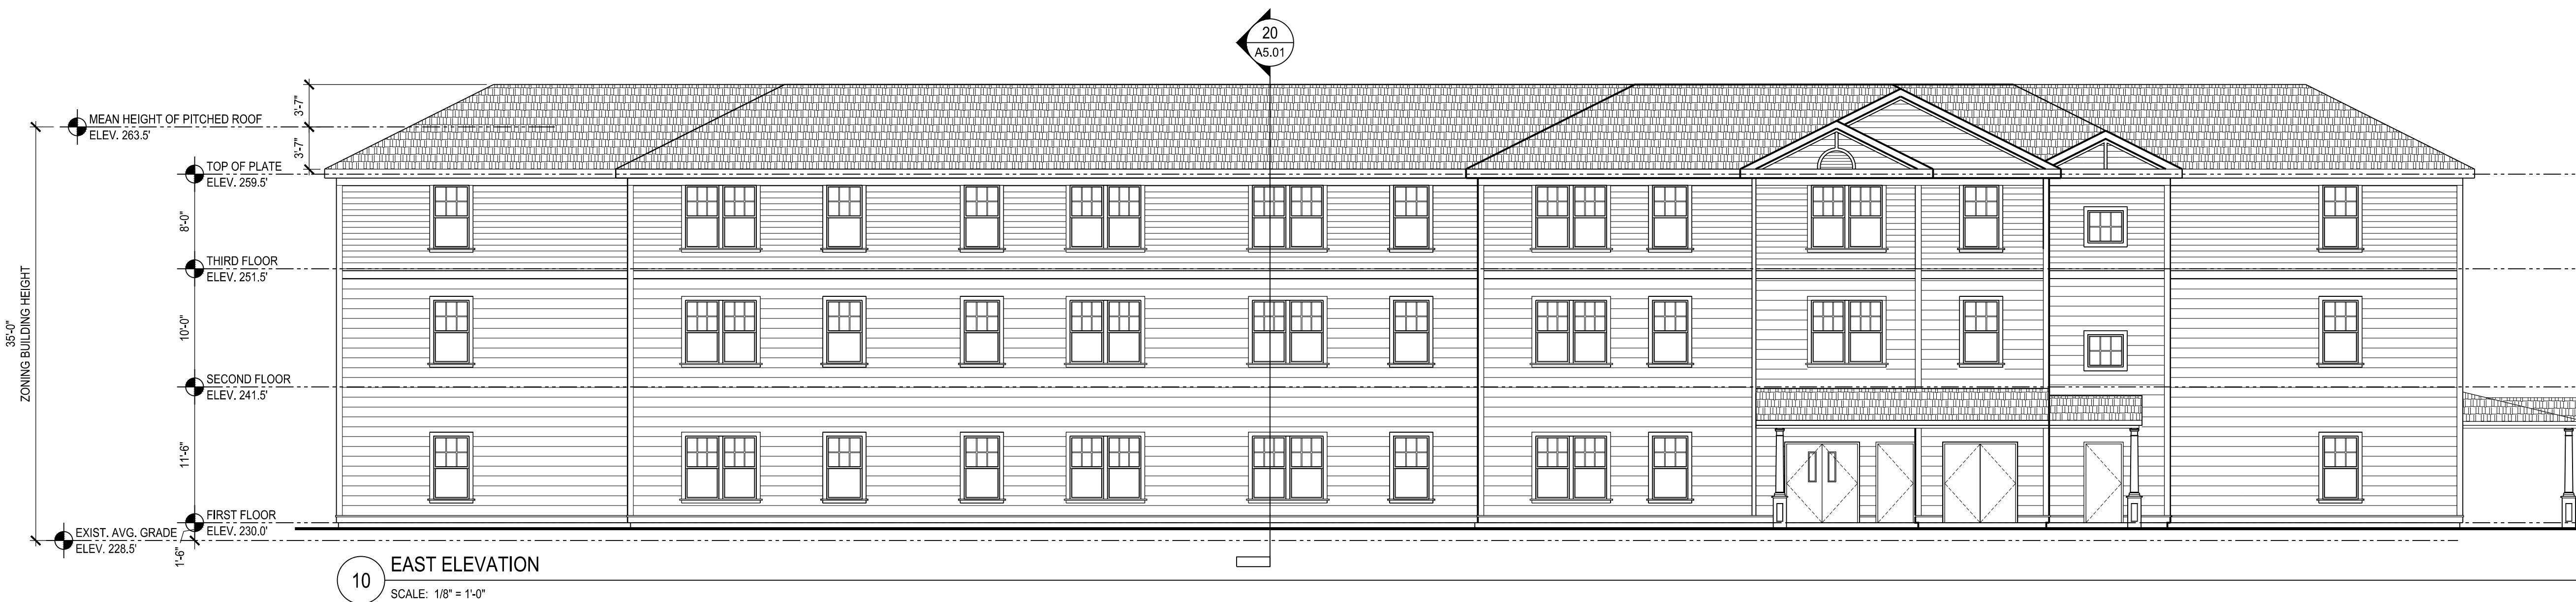 20
A5.01
3'-7"
MEAN HEIGHT OF PITCHED ROOF
ELEV. 263.5'
3'-7"
TOP OF PLATE
ELEV. 259.5'
8'-0"
THIRD FLOOR
ELEV. 251.5'
35'-0"
ZONING BUILDING HEIGHT
10'-0"
SECOND FLOOR
ELEV. 241.5'
11'-6"
FIRST FLOOR
ELEV. 230.0'
EXIST. AVG. GRADE
ELEV. 228.5'
1'-6"
10
EAST ELEVATION
SCALE: 1/8" = 1'-0"